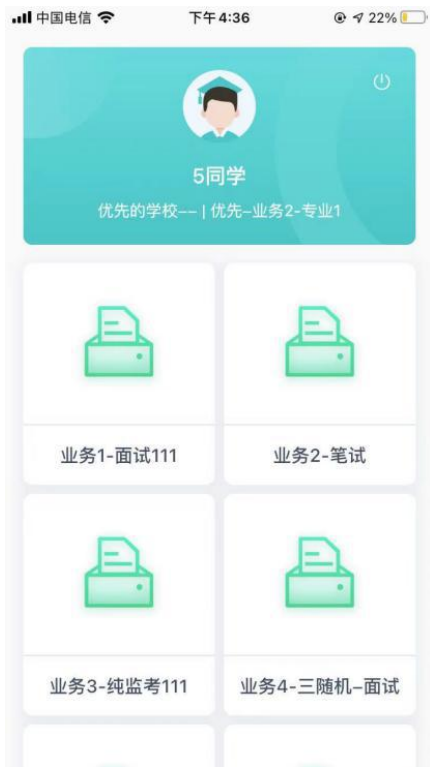 中国电信 下午4:36 22%
5同学
优先的学校–– | 优先–业务2-专业1
业务1-面试111 业务2-笔试
业务3-纯监考111 业务4-三随机–面试